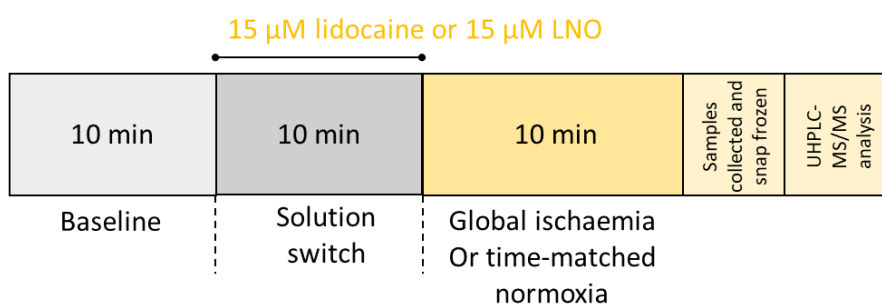 15 µM lidocaine or 15 µM LNO
10 min
10 min
10 min
Samples
collected and
snap frozen
UHPLC-
MS/MS
analysis
Baseline
Solution
switch
Global ischaemia
Or time-matched
normoxia